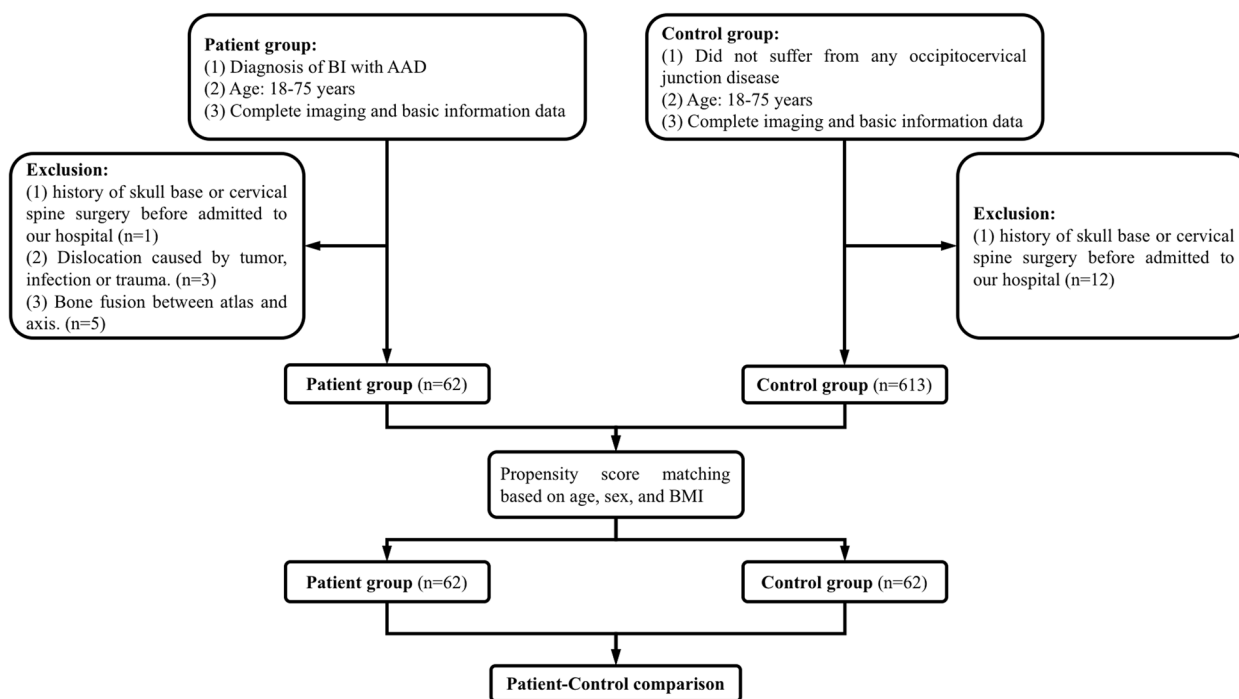 Patient group:
(1) Diagnosis of BI with AAD
(2) Age: 18-75 years
(3) Complete imaging and basic information data
Control group:
(1) Did not suffer from any occipitocervical
junction disease
(2) Age: 18-75 years
(3) Complete imaging and basic information data
Exclusion:
(1) history of skull base or cervical
spine surgery before admitted to
our hospital (n=1)
(2) Dislocation caused by tumor,
infection or trauma. (n=3)
(3) Bone fusion between atlas and
axis. (n=5)
Exclusion:
(1) history of skull base or cervical
spine surgery before admitted to
our hospital (n=12)
Patient group (n=62)
Control group (n=613)
Propensity score matching
based on age, sex, and BMI
Patient group (n=62)
Control group (n=62)
Patient-Control comparison